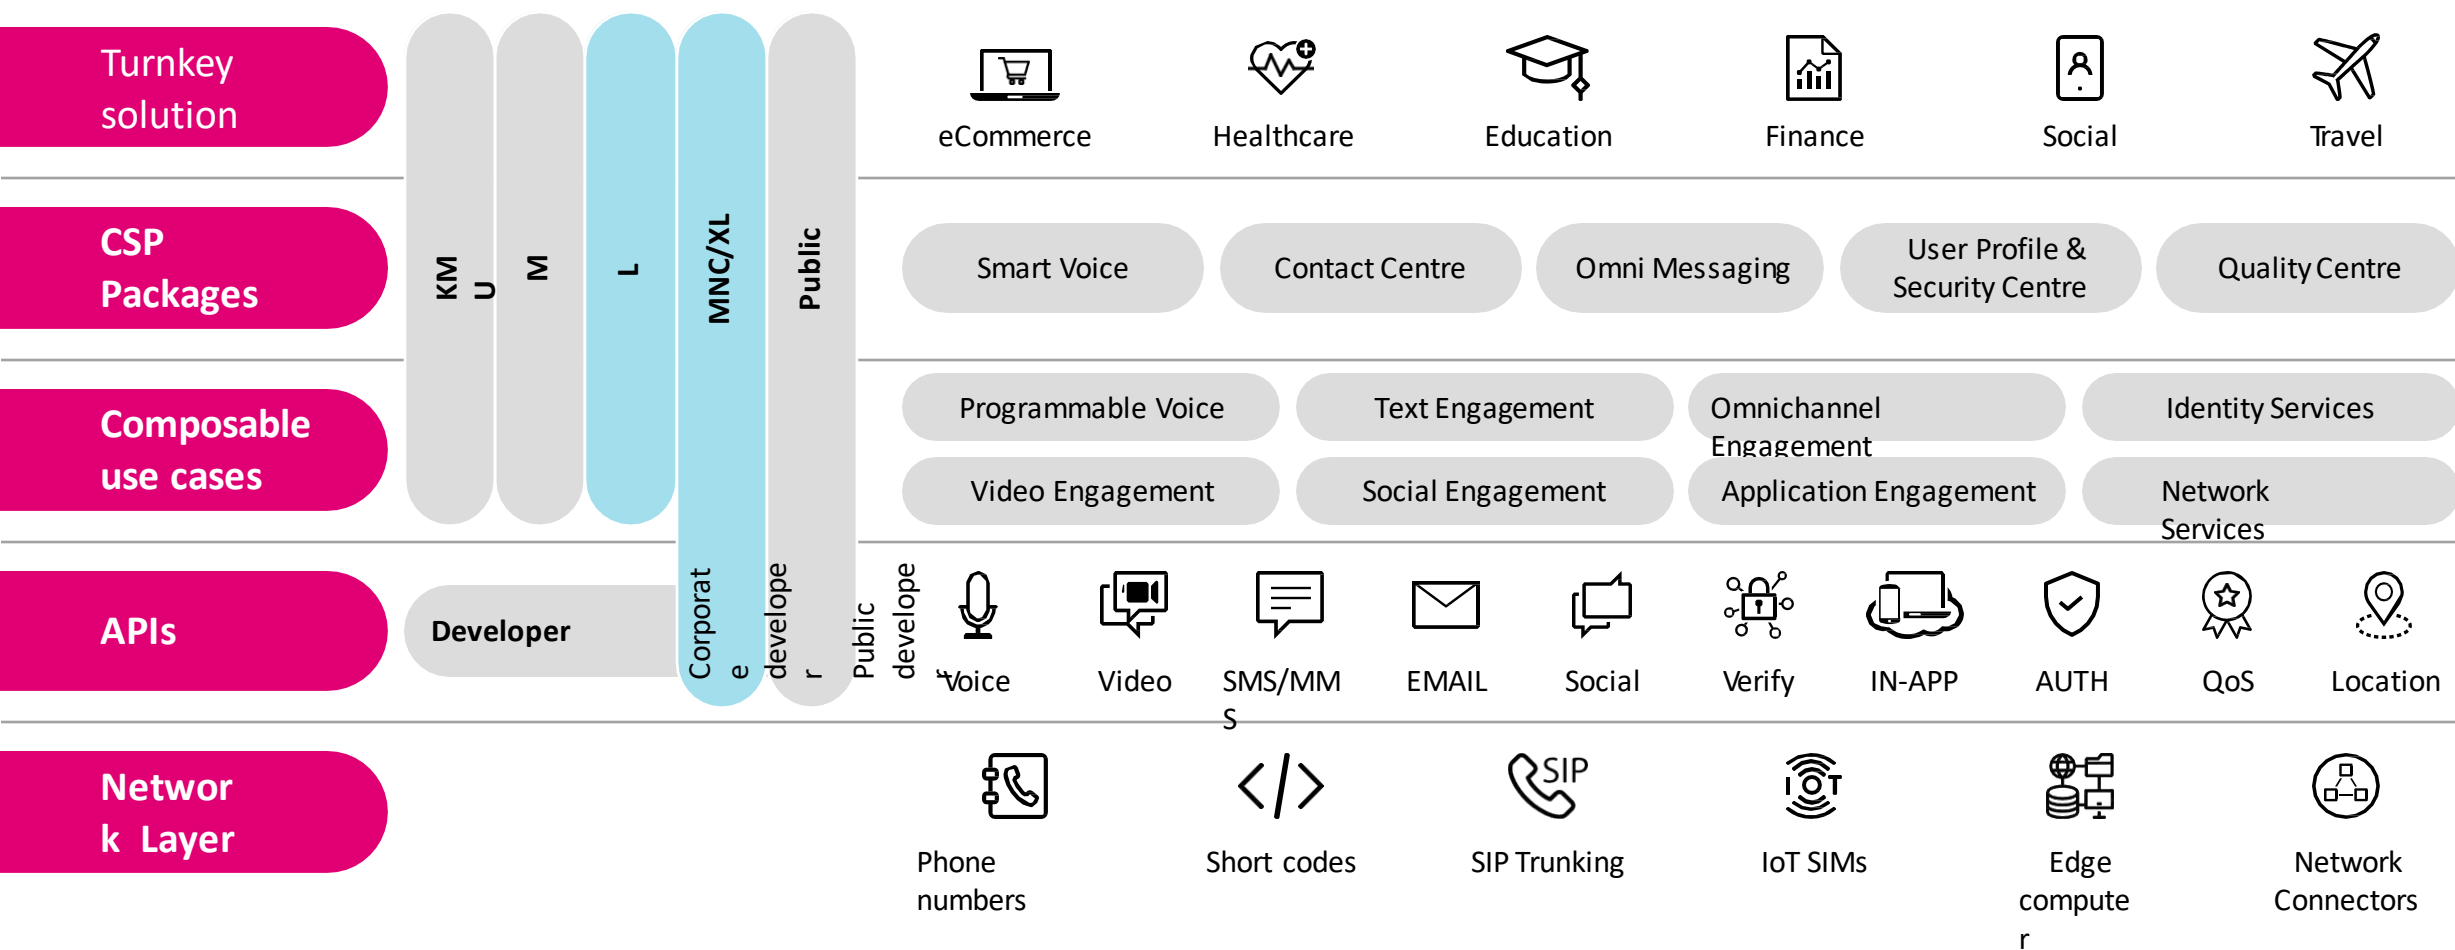 Turnkey
solution
eCommerce
Healthcare
Education
Finance
Social
Travel
CSP
Packages
KM
U
M
L
MNC/XL
Public
Smart Voice
Contact Centre
Omni Messaging
User Profile &
Security Centre
Quality Centre
Composable
use cases
Programmable Voice
Text Engagement
Omnichannel
Engagement
Identity Services
Video Engagement
Social Engagement
Application Engagement
Network
Services
APIs
Developer
Corporat
e
develope
r
Public
develope
r
Voice
Video
SMS/MM
S
EMAIL
Social
Verify
IN-APP
AUTH
QoS
Location
Networ
k Layer
SIP
IOT
Phone
numbers
Short codes
SIP Trunking
IoT SIMs
Edge
compute
r
Network
Connectors